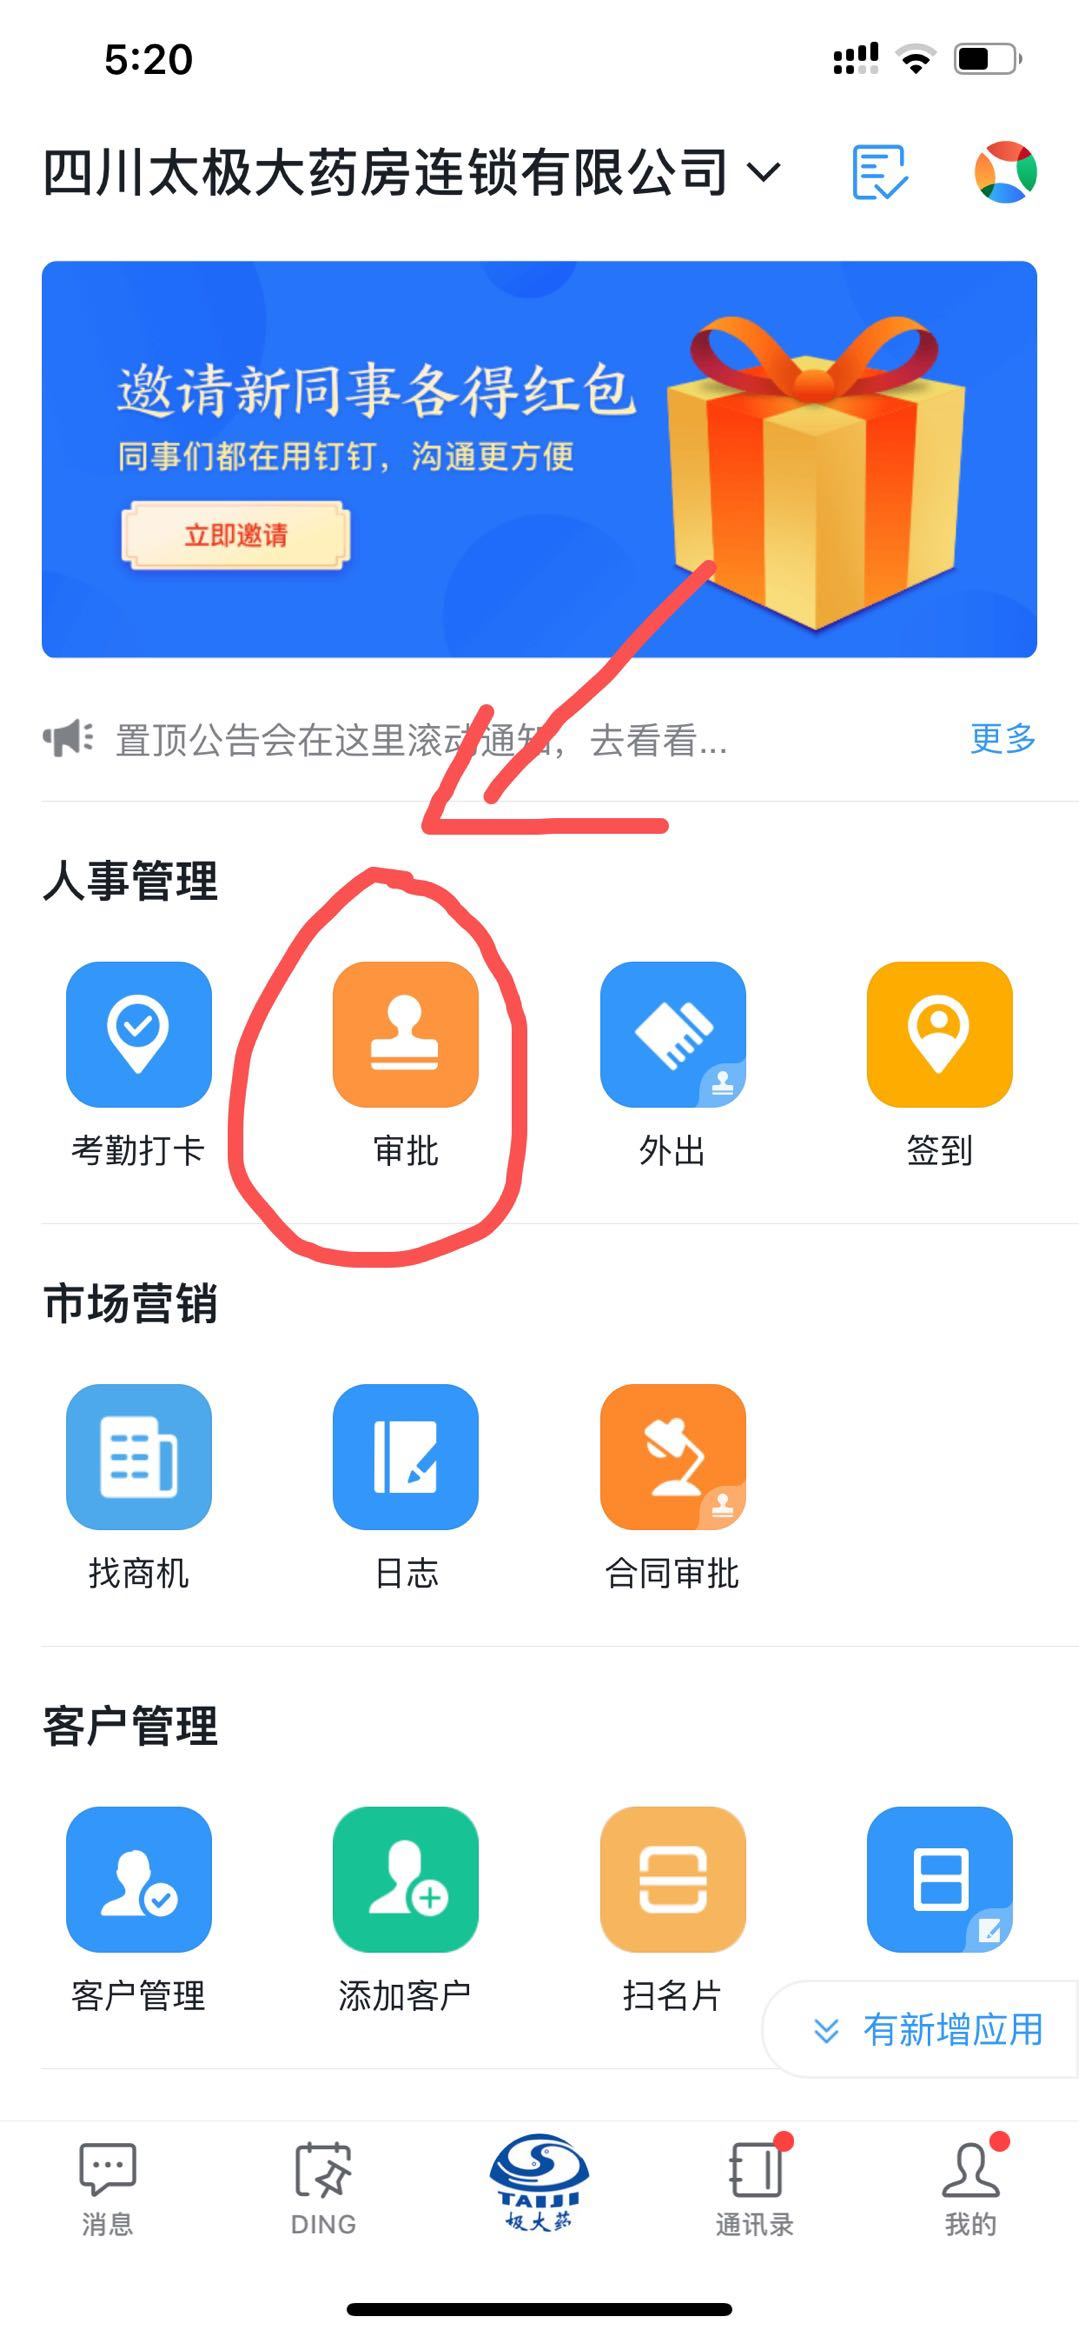 5:20
四川太极大药房连锁有限公司
邀请新同事各得红包
同事们都在用钉钉，沟通更方便
立即邀请
置顶公告会在这里滚动通知，去看看...
更多
人事管理
考勤打卡
审批
外出
签到
市场营销
找商机
日志
合同审批
客户管理
客户管理
添加客户
扫名片
有新增应用
TAIJI
极大药
消息
DING
通讯录
我的